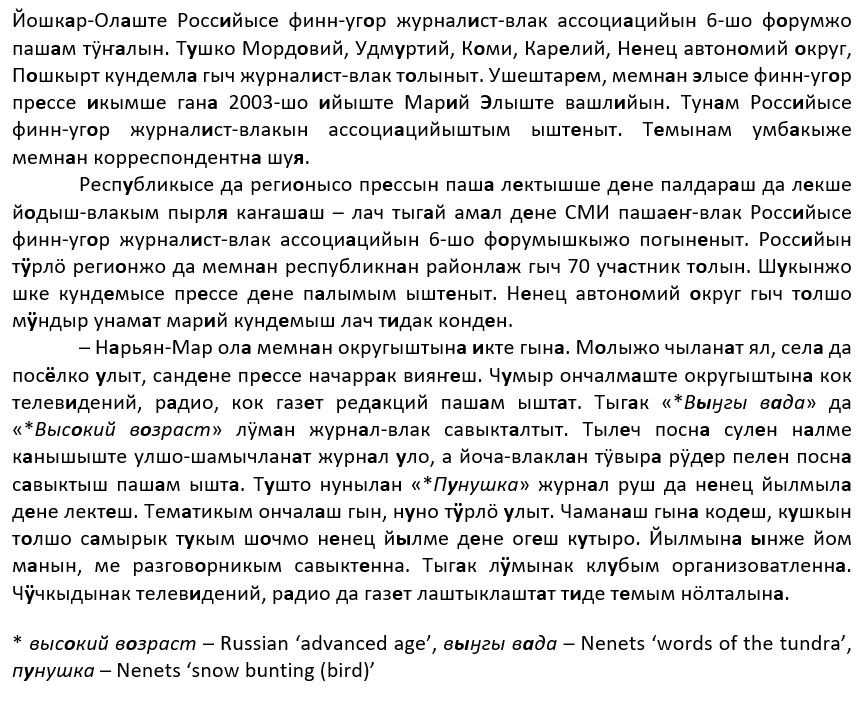 Йошкар-Олаште Российысе финн-угор журналист-влак ассоциацийын 6-шо форумжо
пашам тӱҥалын. Тушко Мордовий, Удмуртий, Коми, Карелий, Ненец автономий округ,
Пошкырт кундемла гыч журналист-влак толыныт. Ушештарем, мемнан элысе финн-угор
прессе икымше гана 2003-шо ийыште Марий Элыште вашлийын. Тунам Российысе
финн-угор журналист-влакын ассоциацийыштым ыштеныт. Темынам умбакыже
мемнан корреспондентна шуя.
Республикысе да регионысо прессын паша лектышше дене палдараш да лекше
йодыш-влакым пырля каҥашаш – лач тыгай амал дене СМИ пашаеҥ-влак Российысе
финн-угор журналист-влак ассоциацийын 6-шо форумышкыжо погыненыт. Российын
тӱрлӧ регионжо да мемнан республикнан районлаж гыч 70 участник толын. Шукынжо
шке кундемысе прессе дене палымым ыштеныт. Ненец автономий округ гыч толшо
мӱндыр унамат марий кундемыш лач тидак конден.
– Нарьян-Мар ола мемнан округыштына икте гына. Моложо чыланат ял, села да
посёлко улыт, сандене прессе начаррак вияҥеш. Чумыр ончалмаште округыштына кок
телевидений, радио, кок газет редакций пашам ыштат. Тыгак «*Выӈгы вада» да
«*Высокий возраст» лӱман журнал-влак савыкталтыт. Тылеч посна сулен налме
канышыште улшо-шамычланат журнал уло, а йоча-влаклан тӱвыра рӱдер пелен посна
савыктыш пашам ышта. Тушто нунылан «*Пунушка» журнал руш да ненец йылмыла
дене лектеш. Тематикым ончалаш гын, нуно тӱрлӧ улыт. Чаманаш гына кодеш, кушкын
толшо самырык тукым шочмо ненец йылме дене огеш кутыро. Йылмына ынже йом
манын, ме разговорникым савыктенна. Тыгак лӱмынак клубым организоватленна.
Чӱчкыдынак телевидений, радио да газет лаштыклаштат тиде темым нӧлталына.
* высокий возраст – Russian ‘advanced age’, выӈгы вада – Nenets ‘words of the tundra’,
пунушка – Nenets ‘snow bunting (bird)’